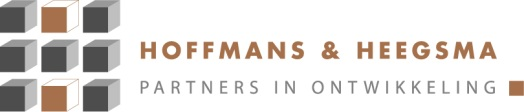 HOFFMANS & HEEGSMA
PARTNERS IN ONTWIKKELING